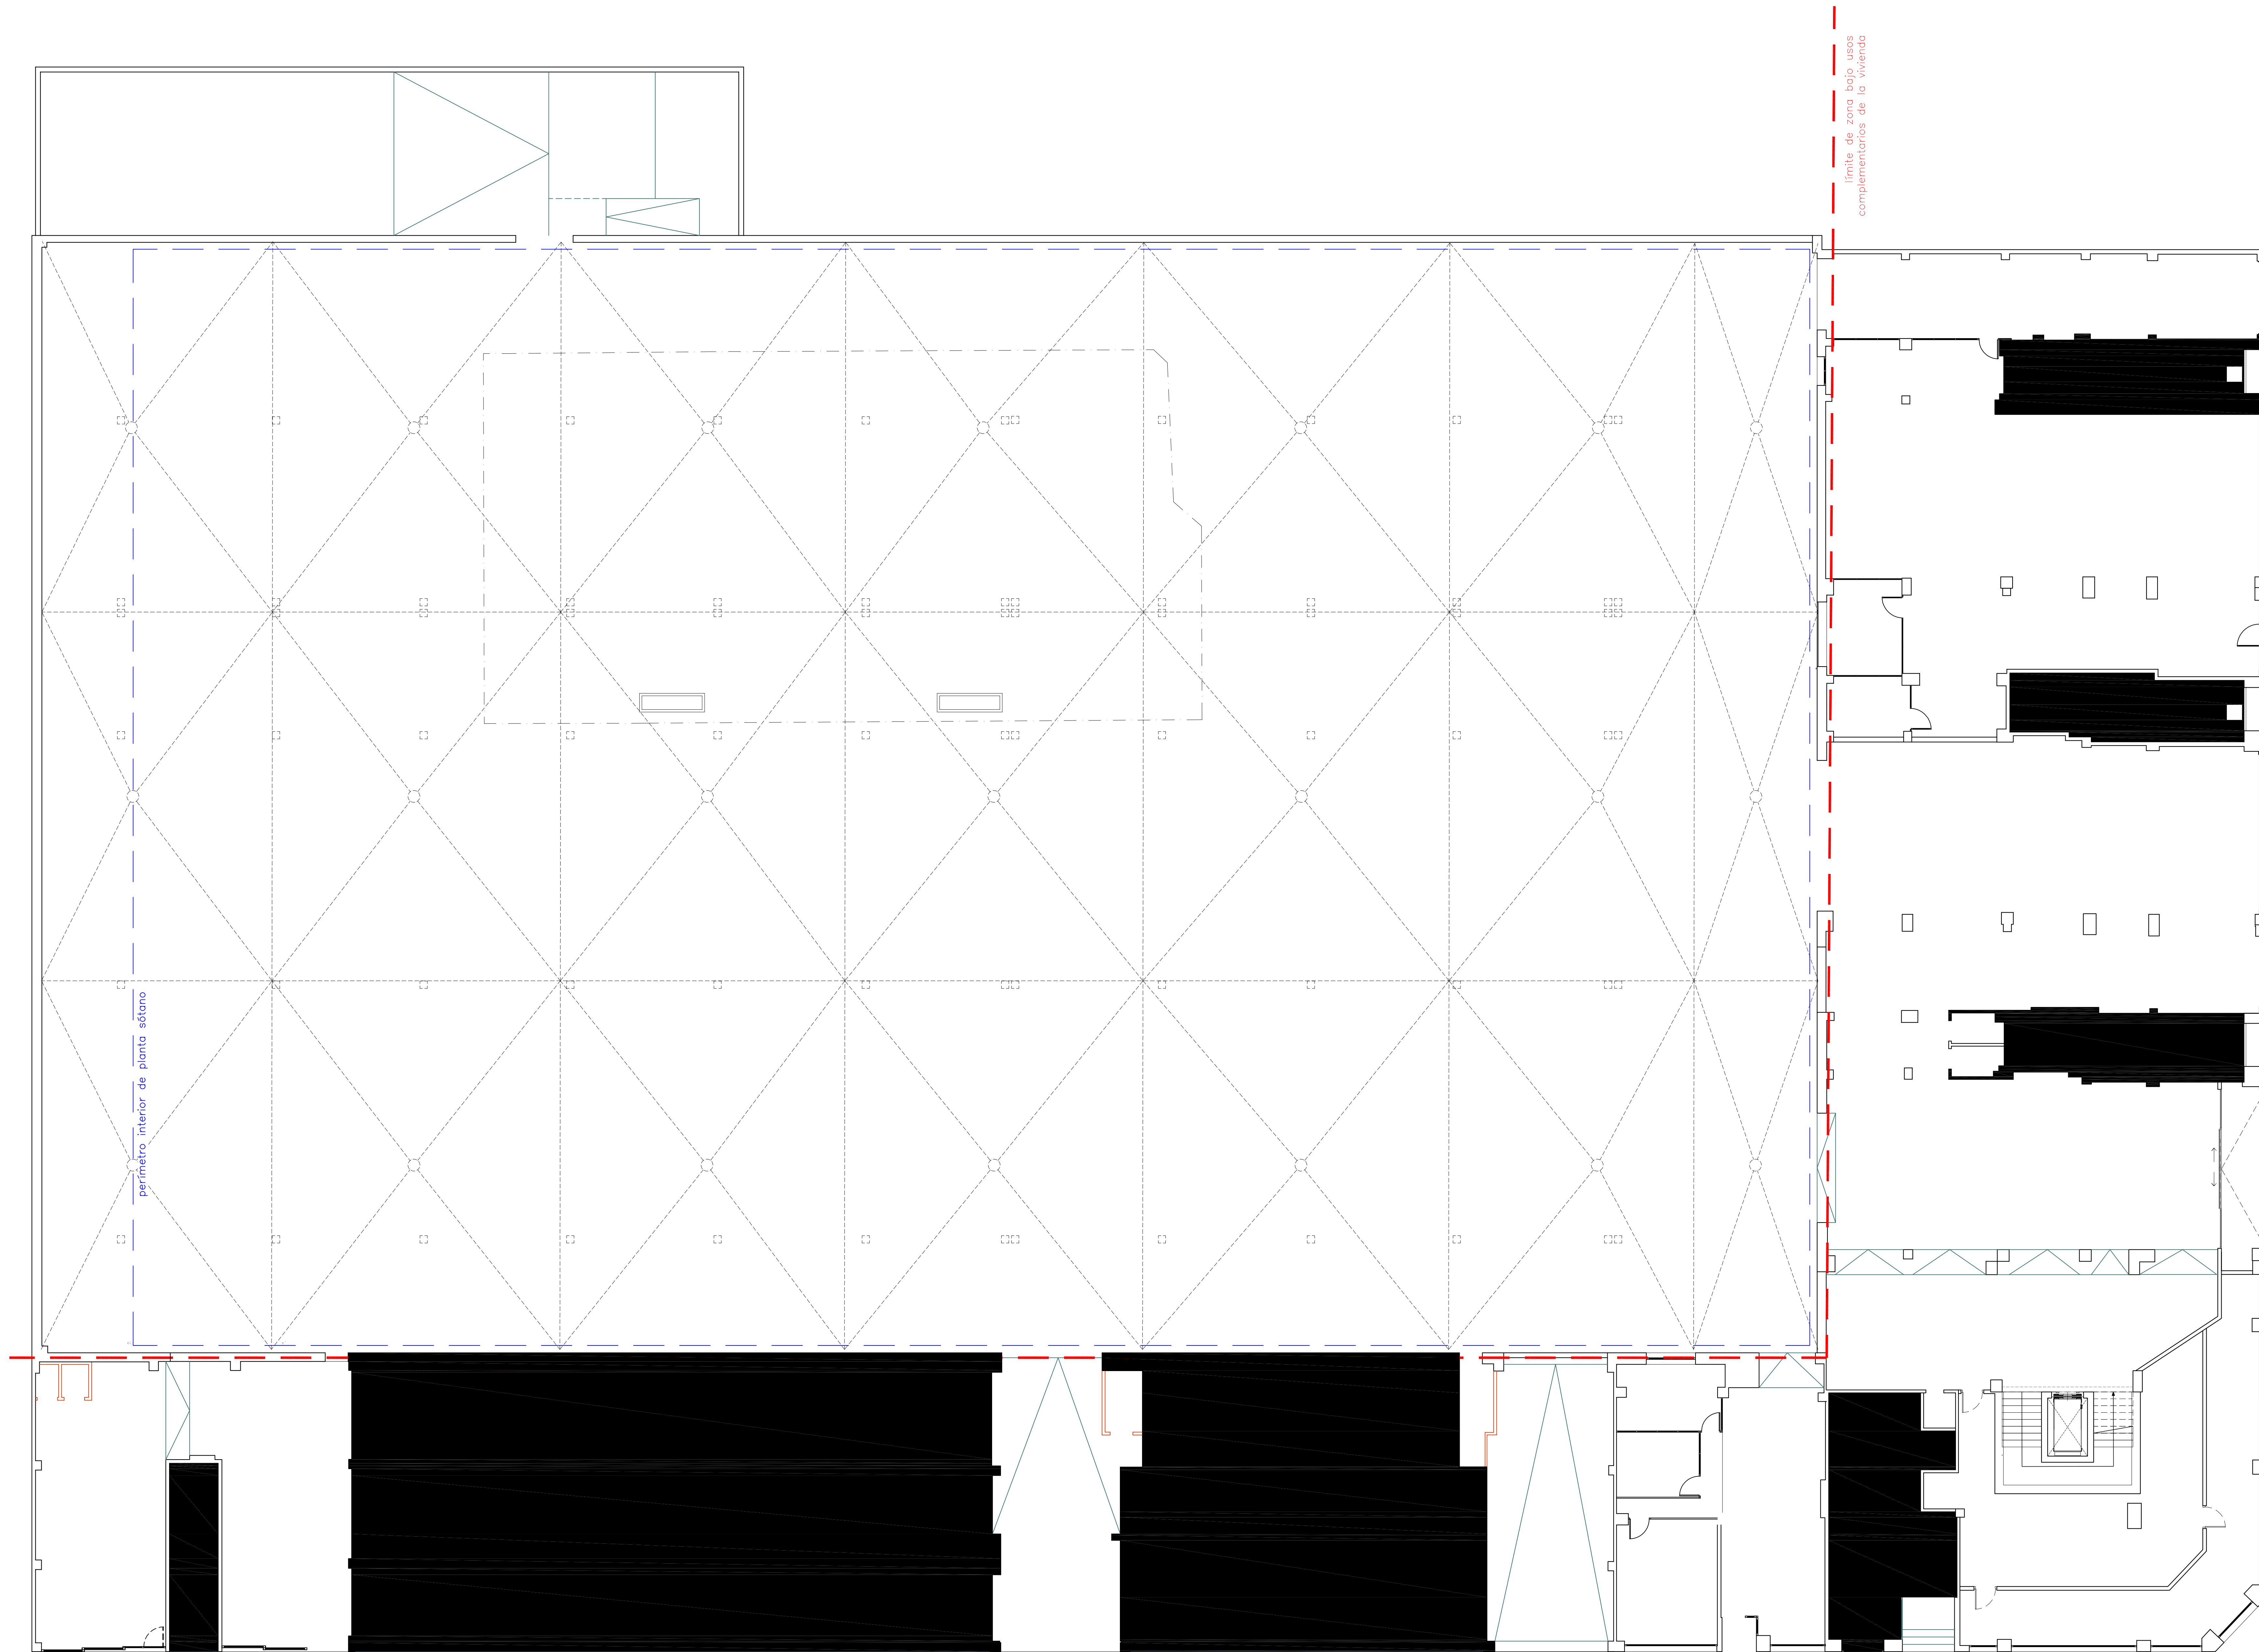 límite de zona bajo usos
complementarios de la vivienda
perímetro interior de planta sótano